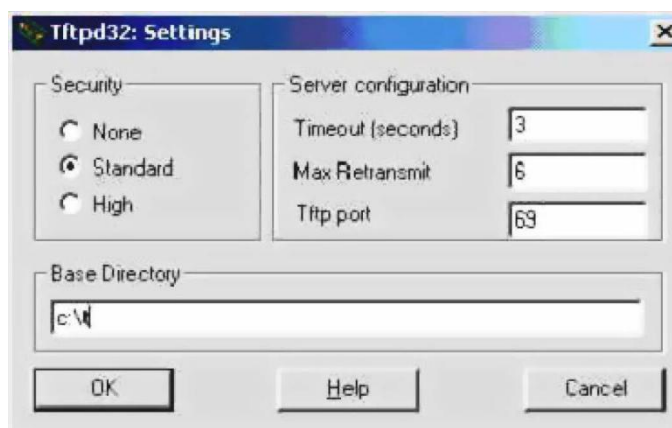 Tftpd32: Settings
Security
None
Standard
High
Server configuration
Timeout (seconds)
3
Max Retransmit
6
Tftp port
69
Base Directory
c:\t
OK
Help
Cancel